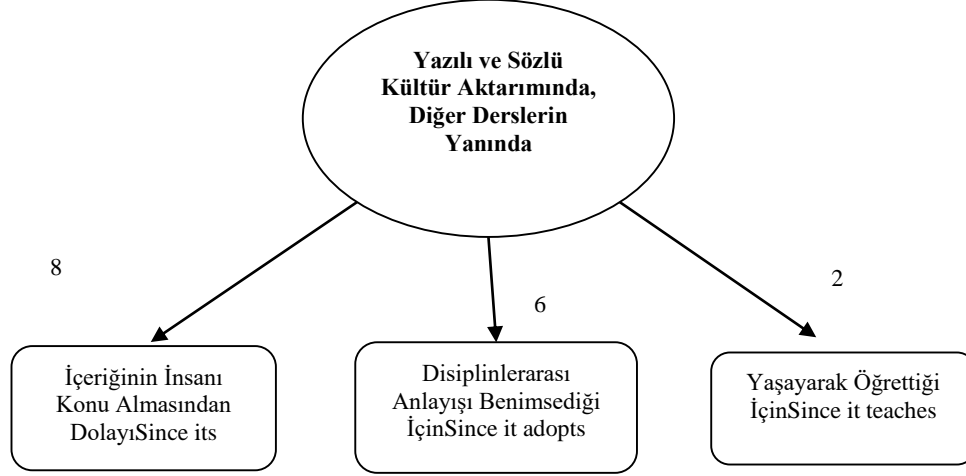 Yazılı ve Sözlü
Kültür Aktarımında,
Diğer Derslerin
Yanında
8
6
2
İçeriğinin İnsanı
Konu Almasından
DolayıSince its
Disiplinlerarası
Anlayışı Benimsediği
İçinSince it adopts
Yaşayarak Öğrettiği
İçinSince it teaches